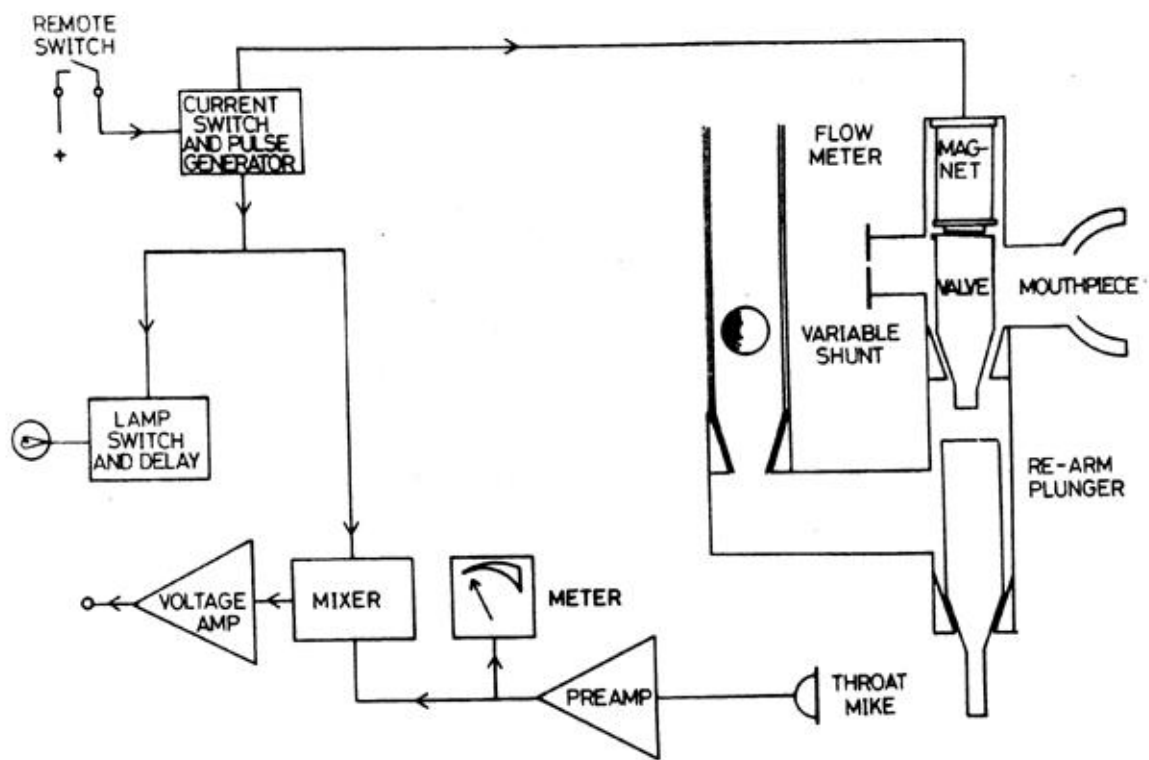 REMOTE
SWITCH
+
CURRENT
SWITCH
AND PULSE
GENERATOR
FLOW
METER
MAG-
NET
VALVE
MOUTHPIECE
VARIABLE
SHUNT
LAMP
SWITCH
AND DELAY
RE-ARM
PLUNGER
VOLTAGE
AMP
MIXER
METER
PREAMP
THROAT
MIKE